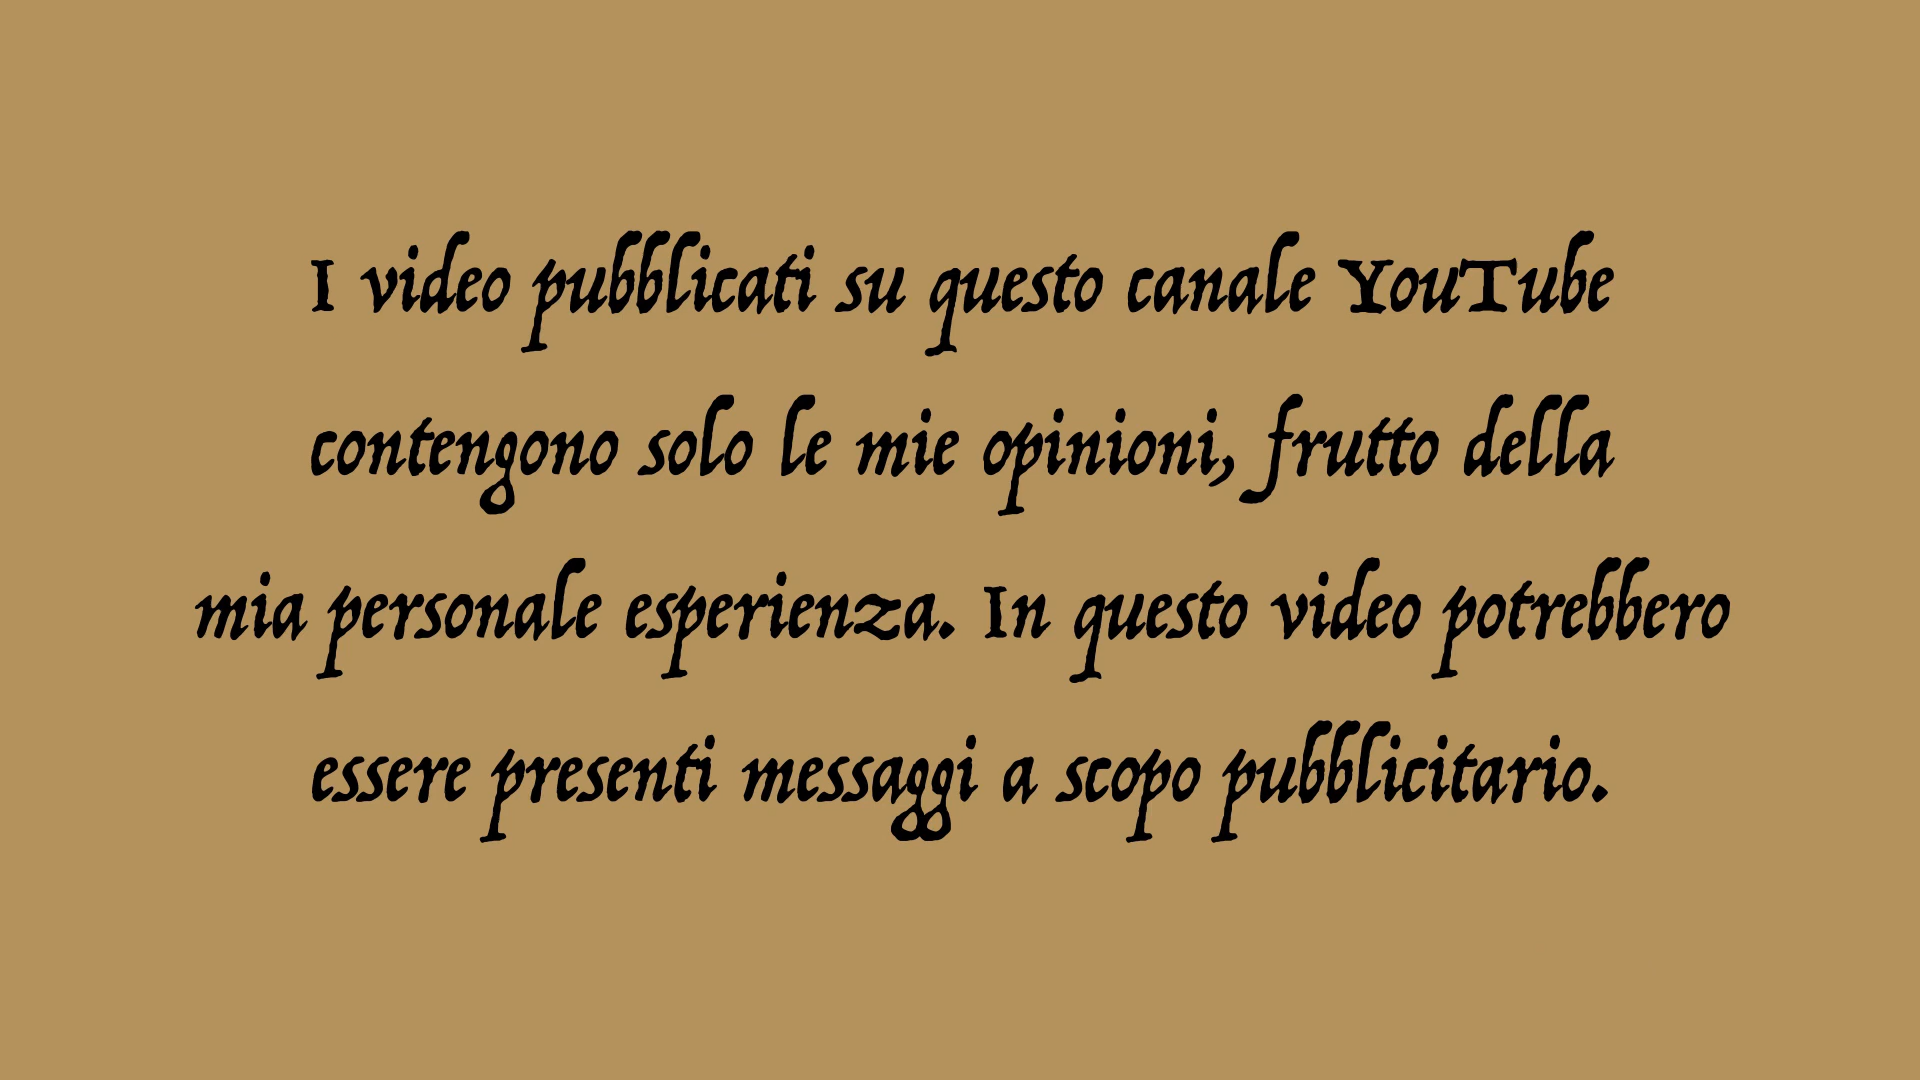 I video pubblicati su questo canale YouTube
contengono solo le mie opinioni, frutto della
mia personale esperienza. In questo video potrebbero
essere presenti messaggi a scopo pubblicitario.